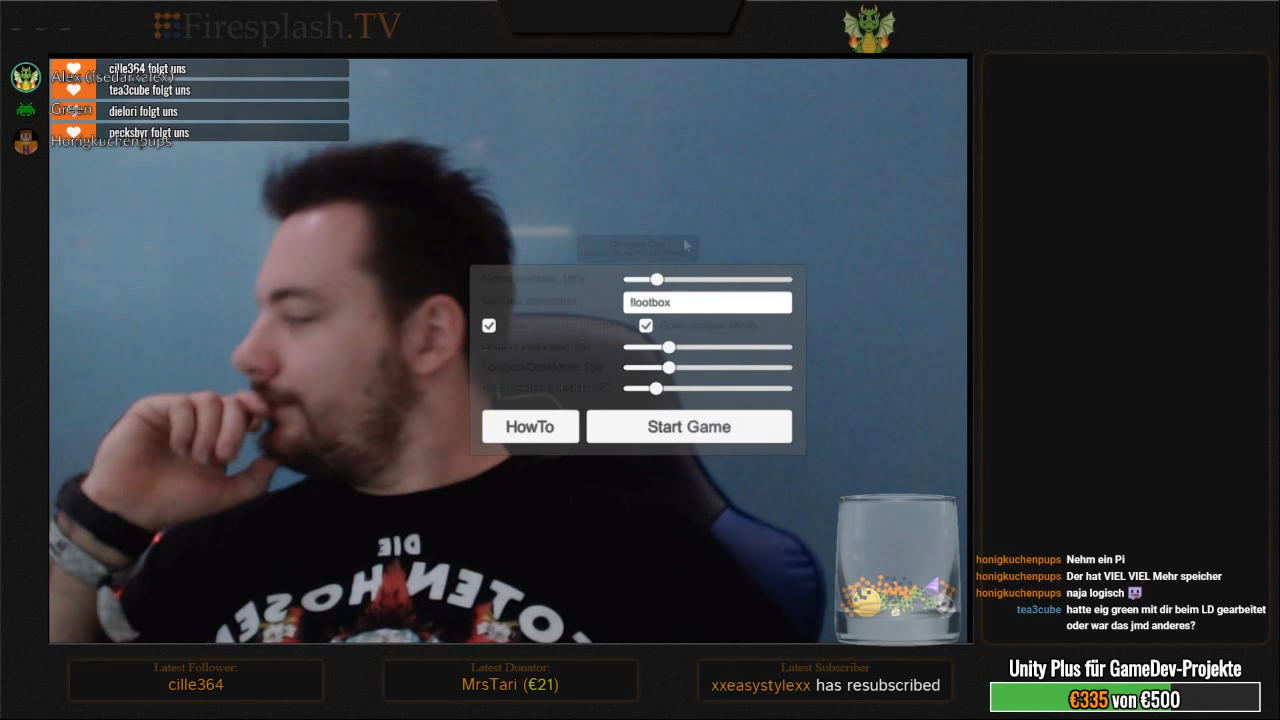 Firesplash.TV
cille364 folgt uns
Alex (isedarkalex)
tea3cube folgt uns
Green
dielori folgt uns
pecksbyr folgt uns
Honigkuchenpups
!lootbox
HowTo
Start Game
DIE
TOTEN HOSEN
honigkuchenpups Nehm ein Pi
honigkuchenpups Der hat VIEL VIEL Mehr speicher
honigkuchenpups naja logisch
tea3cube hatte eig green mit dir beim LD gearbeitet
oder war das jmd anderes?
Latest Follower:
cille364
Latest Donator:
MrsTari (€21)
Latest Subscriber
xxeasystylexx has resubscribed
Unity Plus für GameDev-Projekte
€335 von €500